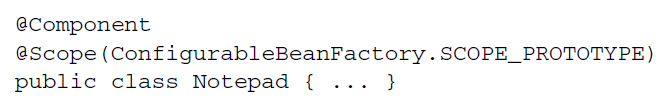 @Component
@Scope(ConfigurableBeanFactory.SCOPE_PROTOTYPE)
public class Notepad { ... }